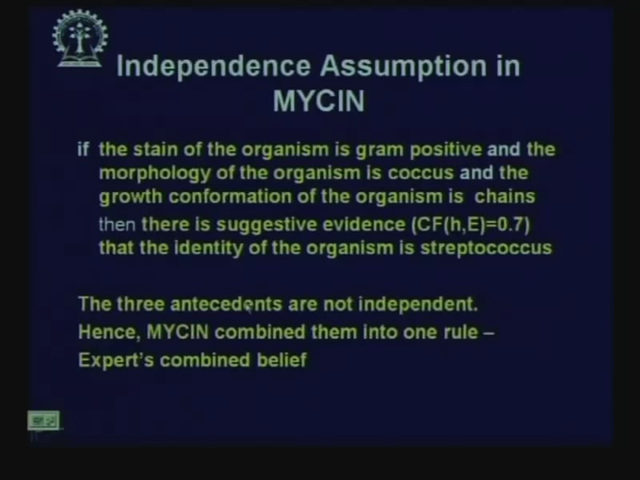 Independence Assumption in
MYCIN
if the stain of the organism is gram positive and the
morphology of the organism is coccus and the
growth conformation of the organism is chains
then there is suggestive evidence (CF(h,E)=0.7)
that the identity of the organism is streptococcus
The three antecedents are not independent.
Hence, MYCIN combined them into one rule –
Expert's combined belief